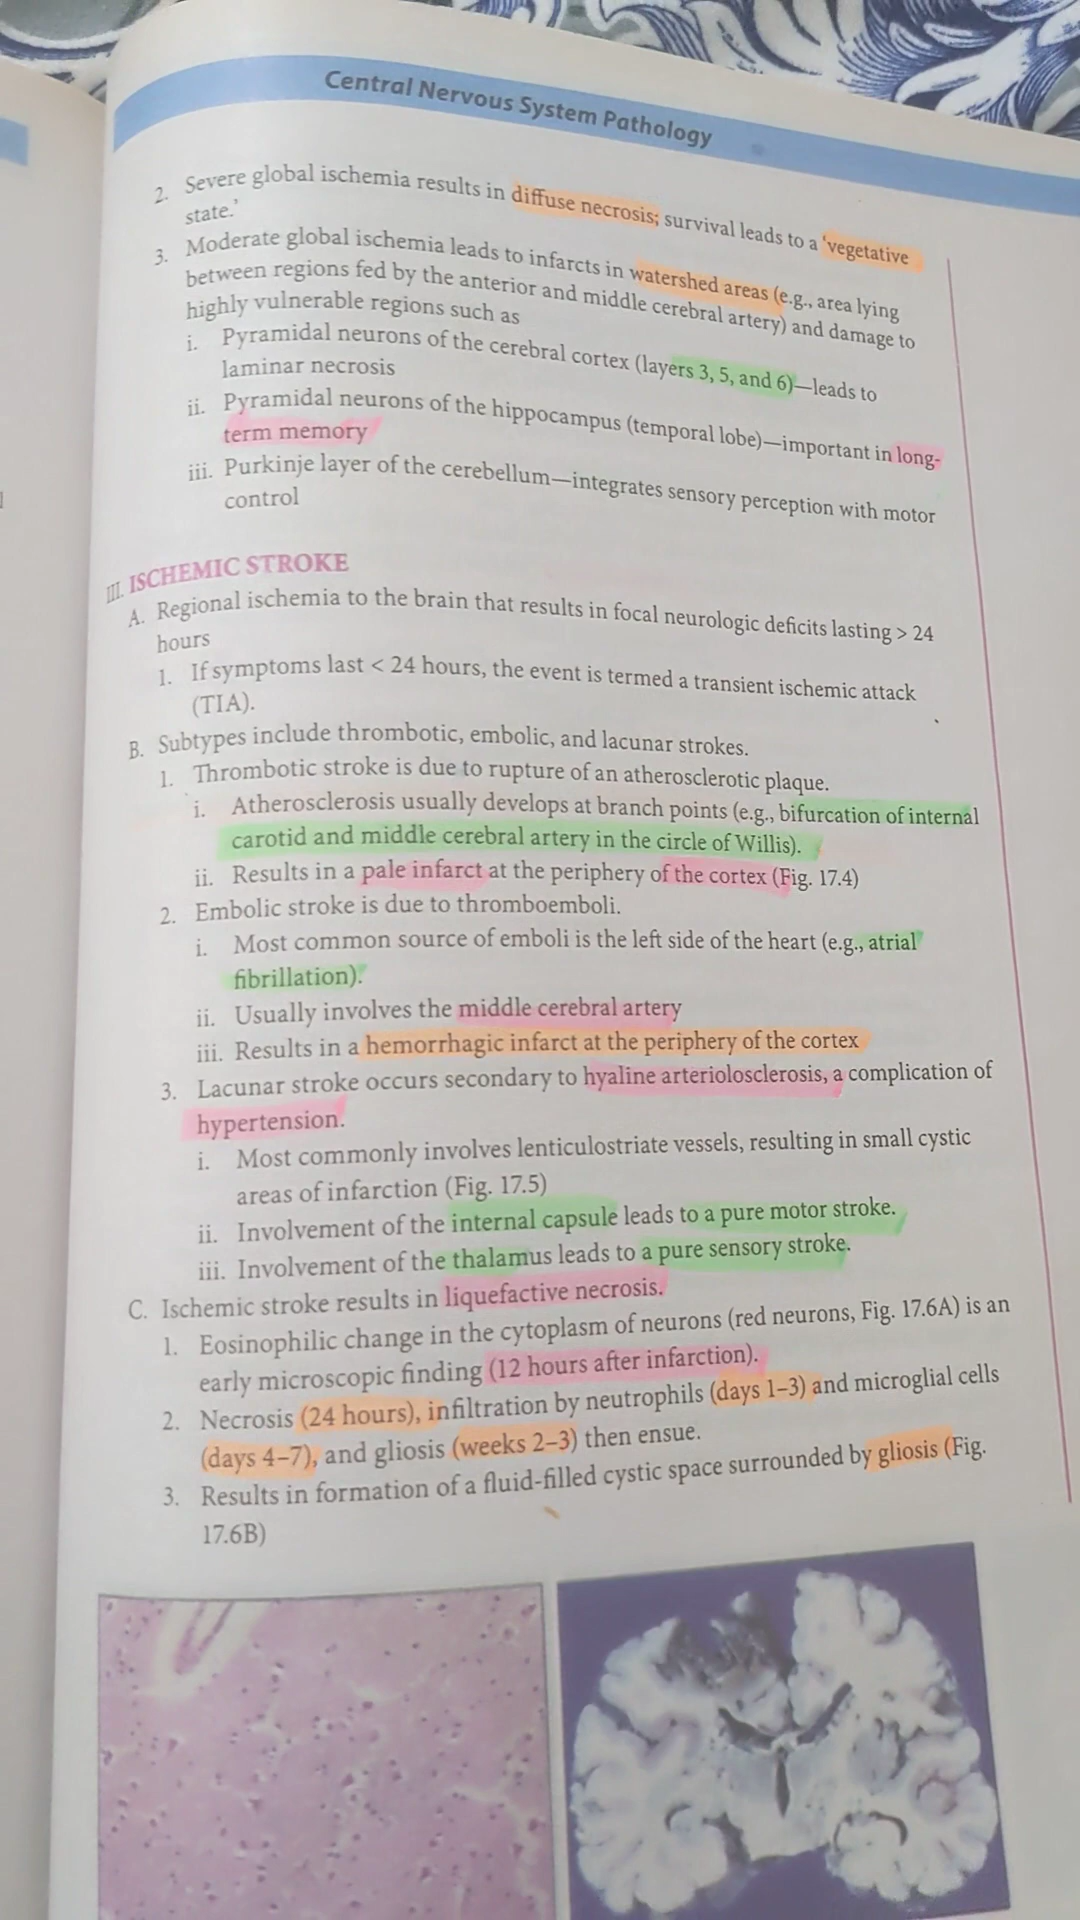 Central Nervous System Pathology
2. Severe global ischemia results in diffuse necrosis; survival leads to a 'vegetative
state.'
3. Moderate global ischemia leads to infarcts in watershed areas (e.g., area lying
between regions fed by the anterior and middle cerebral artery) and damage to
highly vulnerable regions such as
i. Pyramidal neurons of the cerebral cortex (layers 3, 5, and 6)—leads to
laminar necrosis
ii. Pyramidal neurons of the hippocampus (temporal lobe)—important in long-
term memory
iii. Purkinje layer of the cerebellum—integrates sensory perception with motor
control
III. ISCHEMIC STROKE
A. Regional ischemia to the brain that results in focal neurologic deficits lasting > 24
hours
1. If symptoms last < 24 hours, the event is termed a transient ischemic attack
(TIA).
B. Subtypes include thrombotic, embolic, and lacunar strokes.
1. Thrombotic stroke is due to rupture of an atherosclerotic plaque.
i. Atherosclerosis usually develops at branch points (e.g., bifurcation of internal
carotid and middle cerebral artery in the circle of Willis).
ii. Results in a pale infarct at the periphery of the cortex (Fig. 17.4)
2. Embolic stroke is due to thromboemboli.
i. Most common source of emboli is the left side of the heart (e.g., atrial
fibrillation).
ii. Usually involves the middle cerebral artery
iii. Results in a hemorrhagic infarct at the periphery of the cortex
3. Lacunar stroke occurs secondary to hyaline arteriolosclerosis, a complication of
hypertension.
i. Most commonly involves lenticulostriate vessels, resulting in small cystic
areas of infarction (Fig. 17.5)
ii. Involvement of the internal capsule leads to a pure motor stroke.
iii. Involvement of the thalamus leads to a pure sensory stroke.
C. Ischemic stroke results in liquefactive necrosis.
1. Eosinophilic change in the cytoplasm of neurons (red neurons, Fig. 17.6A) is an
early microscopic finding (12 hours after infarction).
2. Necrosis (24 hours), infiltration by neutrophils (days 1–3) and microglial cells
(days 4–7), and gliosis (weeks 2–3) then ensue.
3. Results in formation of a fluid-filled cystic space surrounded by gliosis (Fig.
17.6B)